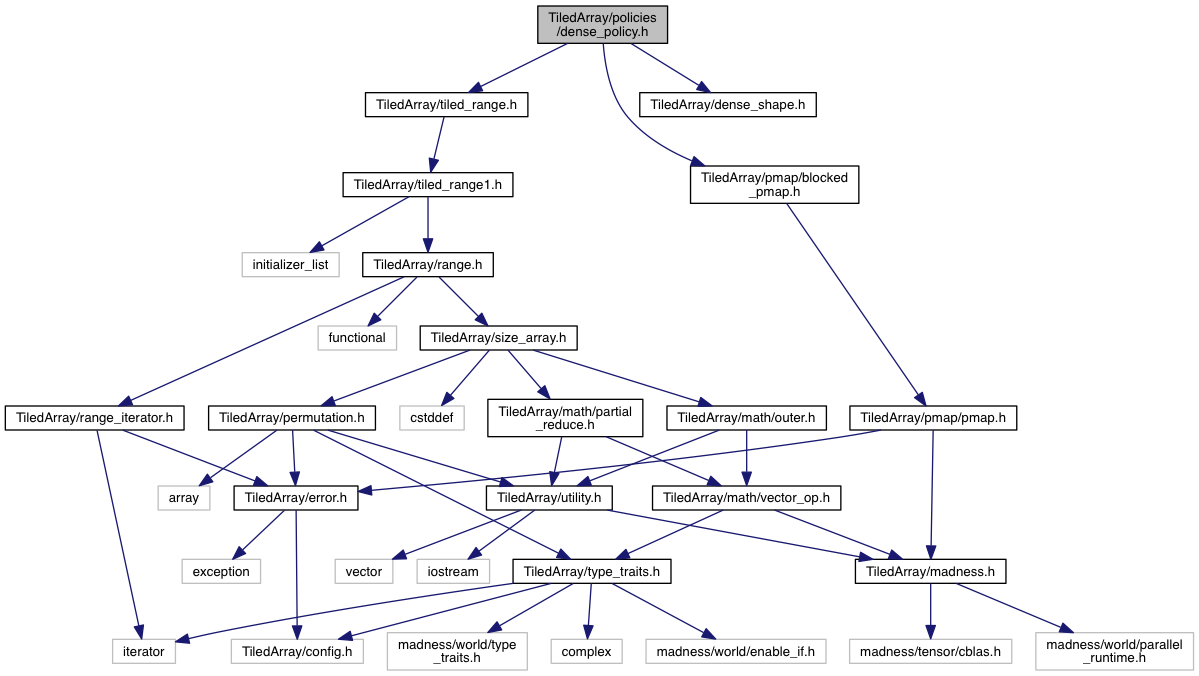 TiledArray/policies
/dense_policy.h
TiledArray/tiled_range.h
TiledArray/dense_shape.h
TiledArray/tiled_range1.h
TiledArray/pmap/blocked
_pmap.h
initializer_list
TiledArray/range.h
functional
TiledArray/size_array.h
TiledArray/range_iterator.h
TiledArray/permutation.h
cstddef
TiledArray/math/partial
_reduce.h
TiledArray/math/outer.h
TiledArray/pmap/pmap.h
array
TiledArray/error.h
TiledArray/utility.h
TiledArray/math/vector_op.h
exception
vector
iostream
TiledArray/type_traits.h
TiledArray/madness.h
iterator
TiledArray/config.h
madness/world/type
_traits.h
complex
madness/world/enable_if.h
madness/tensor/cblas.h
madness/world/parallel
_runtime.h